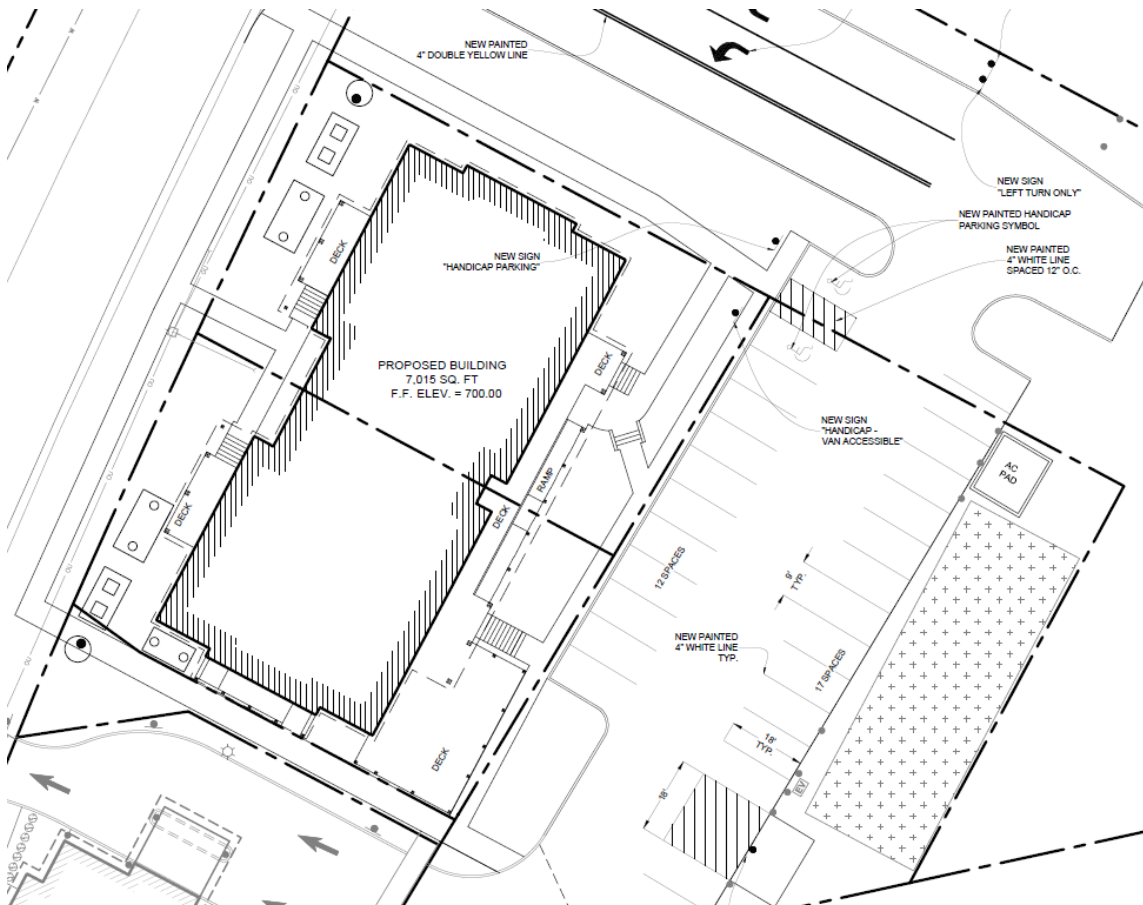 NEW PAINTED
4" DOUBLE YELLOW LINE
NEW SIGN
"LEFT TURN ONLY"
NEW PAINTED HANDICAP
PARKING SYMBOL
NEW PAINTED
4" WHITE LINE
SPACED 12" O.C.
NEW SIGN
"HANDICAP PARKING"
DECK
PROPOSED BUILDING
7,015 SQ. FT
F.F. ELEV. = 700.00
DECK
NEW SIGN
"HANDICAP -
VAN ACCESSIBLE"
AC
PAD
RAMP
DECK
DECK
12 SPACES
9'
TYP.
NEW PAINTED
4" WHITE LINE
TYP.
17 SPACES
18'
TYP.
DECK
18'
EV